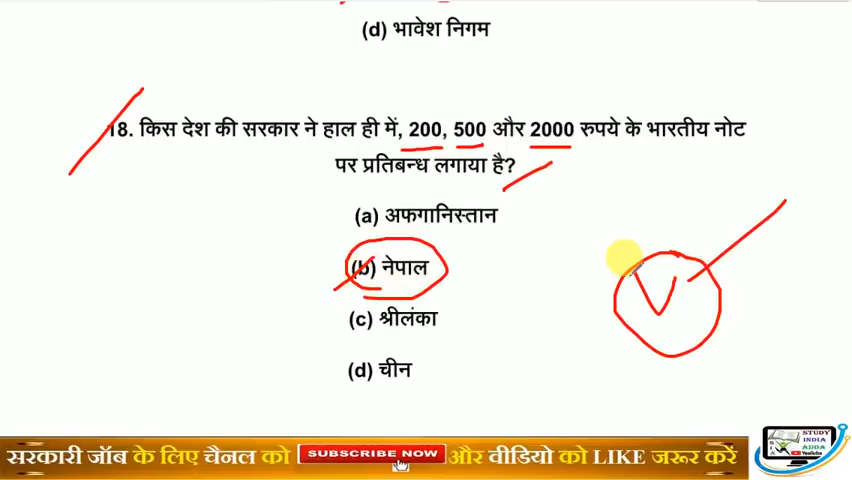 (d) भावेश निगम
18. किस देश की सरकार ने हाल ही में, 200, 500 और 2000 रुपये के भारतीय नोट
पर प्रतिबन्ध लगाया है?
(a) अफगानिस्तान
(b) नेपाल
(c) श्रीलंका
(d) चीन
सरकारी जॉब के लिए चैनल को SUBSCRIBE NOW और वीडियो को LIKE जरूर करें
STUDY
INDIA
ADDA
YouTube